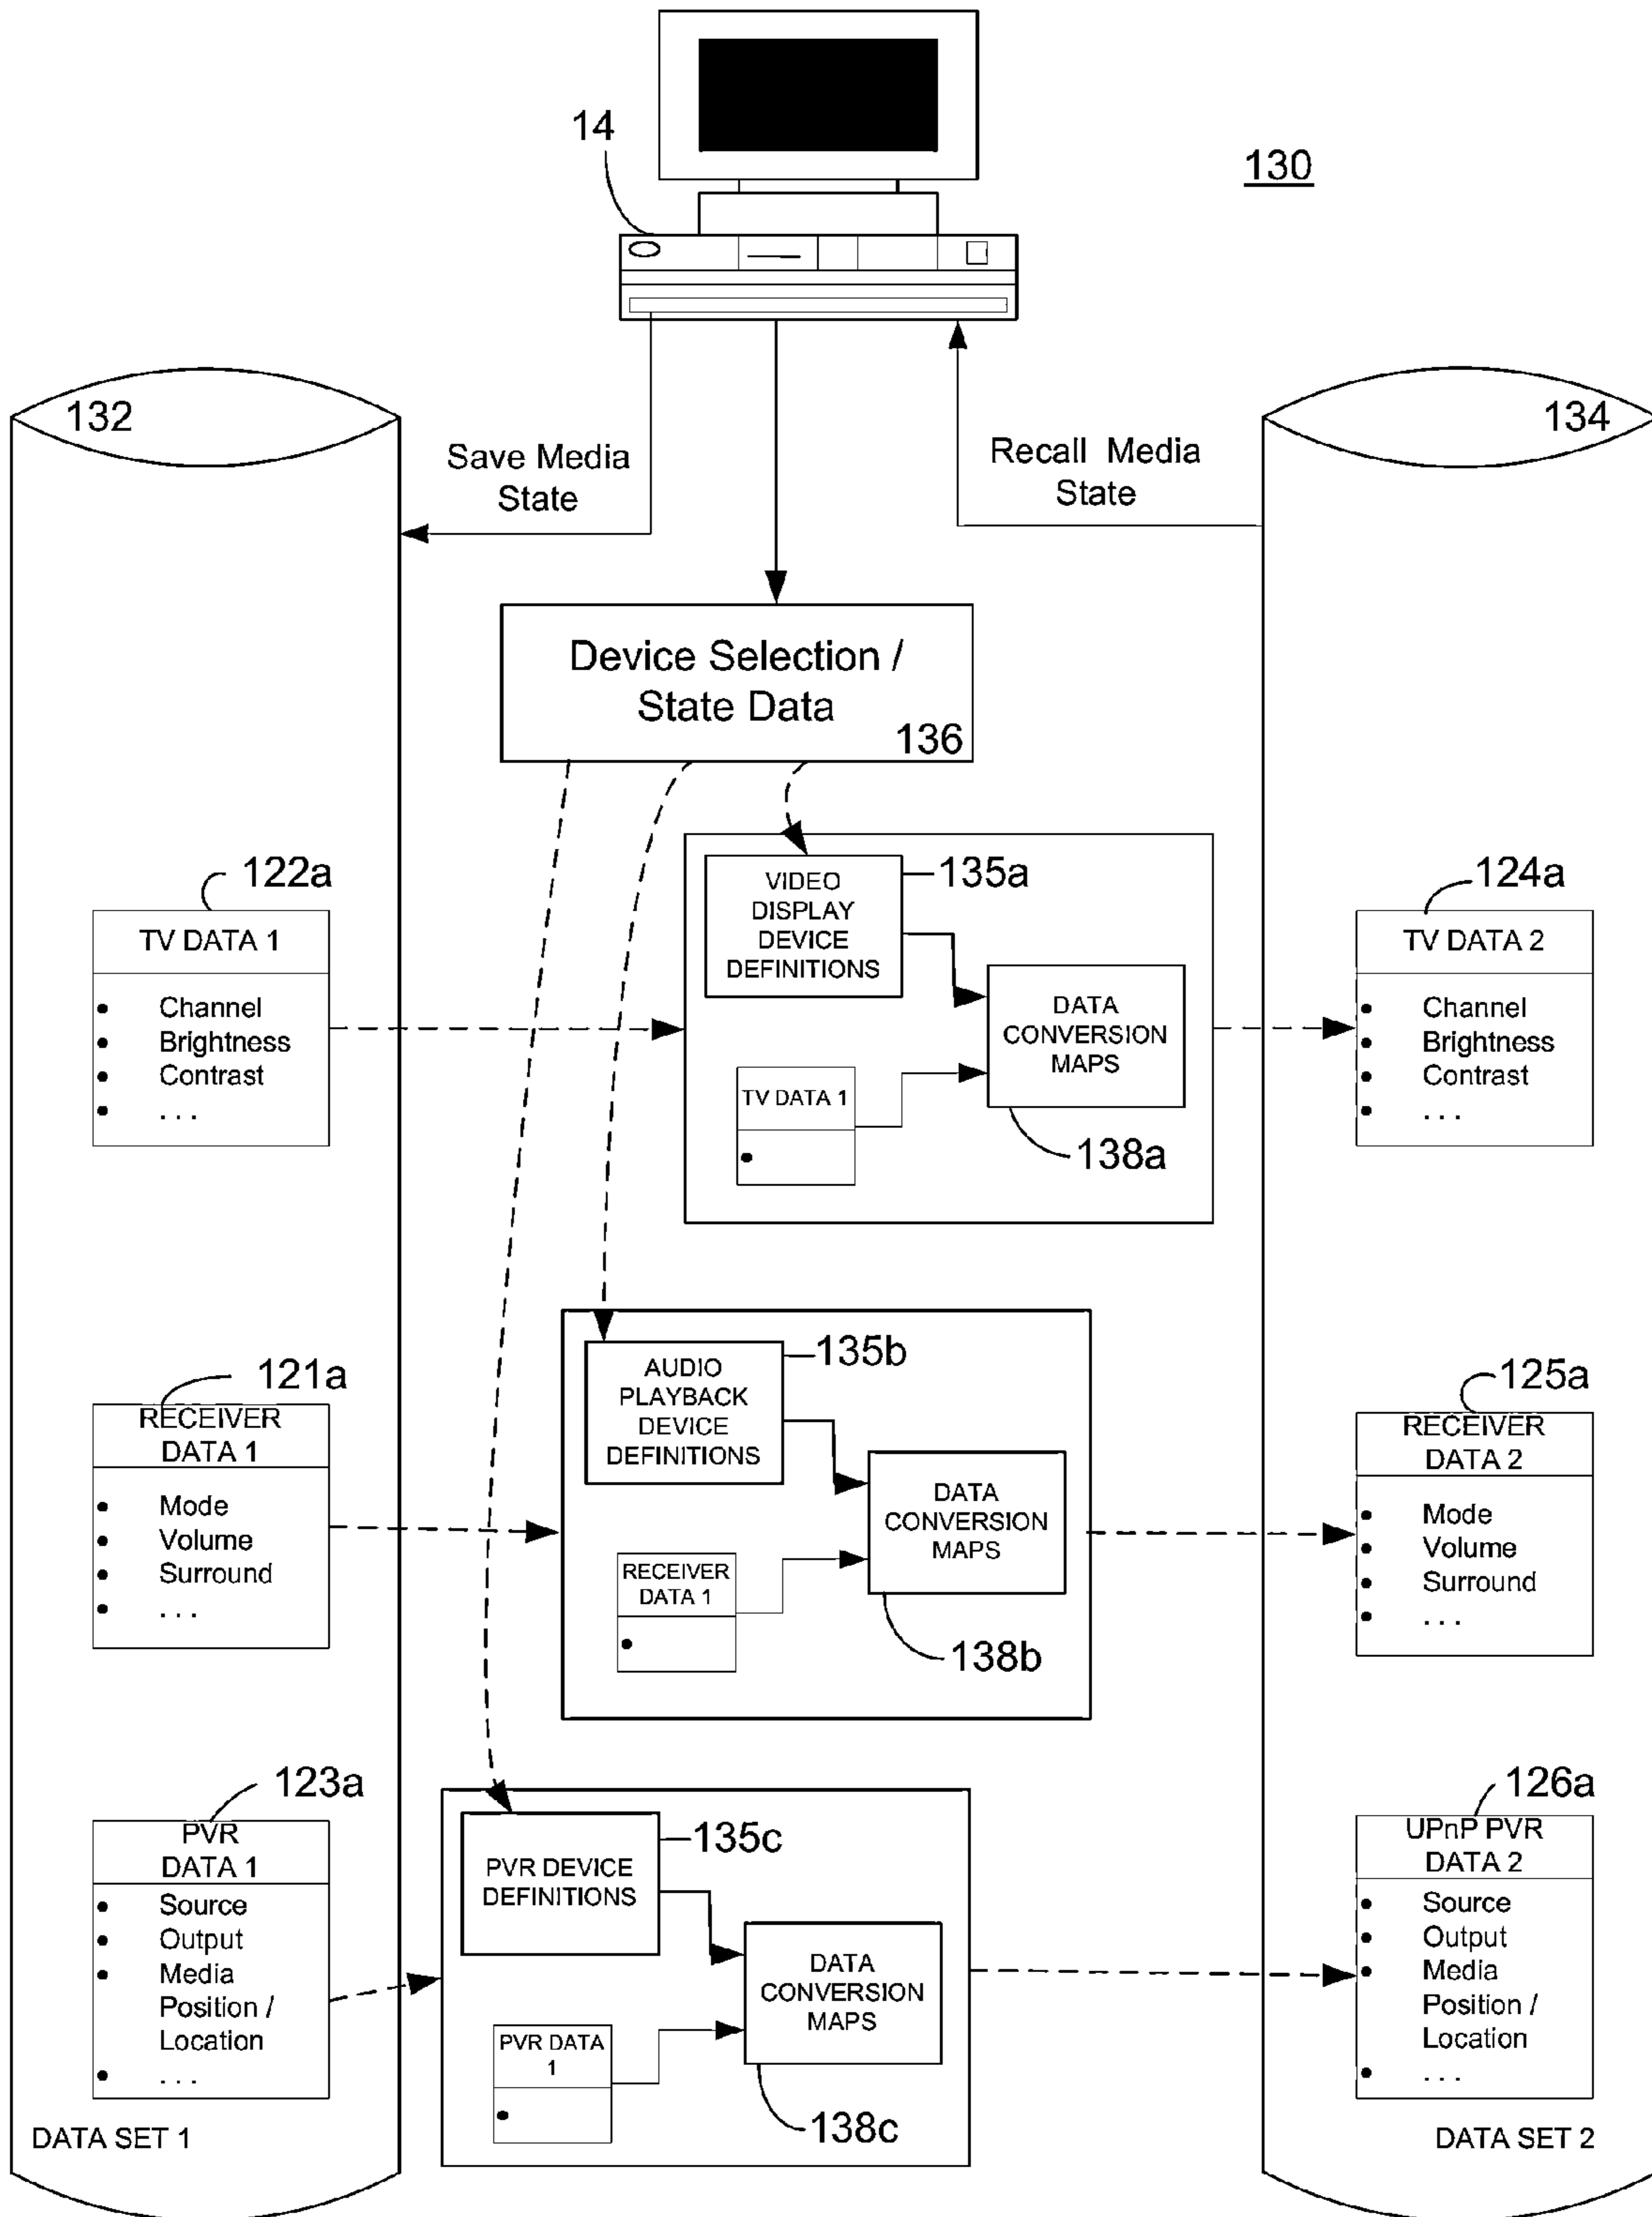 14
130
132
134
Save Media
State
Recall Media
State
Device Selection /
State Data
136
122a
TV DATA 1
• Channel
• Brightness
• Contrast
• . . .
135a
VIDEO
DISPLAY
DEVICE
DEFINITIONS
DATA
CONVERSION
MAPS
TV DATA 1
•
138a
124a
TV DATA 2
• Channel
• Brightness
• Contrast
• . . .
121a
RECEIVER
DATA 1
• Mode
• Volume
• Surround
• . . .
135b
AUDIO
PLAYBACK
DEVICE
DEFINITIONS
DATA
CONVERSION
MAPS
RECEIVER
DATA 1
•
138b
125a
RECEIVER
DATA 2
• Mode
• Volume
• Surround
• . . .
123a
PVR
DATA 1
• Source
• Output
• Media
Position /
Location
• . . .
135c
PVR DEVICE
DEFINITIONS
DATA
CONVERSION
MAPS
PVR DATA
1
•
138c
126a
UPnP PVR
DATA 2
• Source
• Output
• Media
Position /
Location
• . . .
DATA SET 1
DATA SET 2